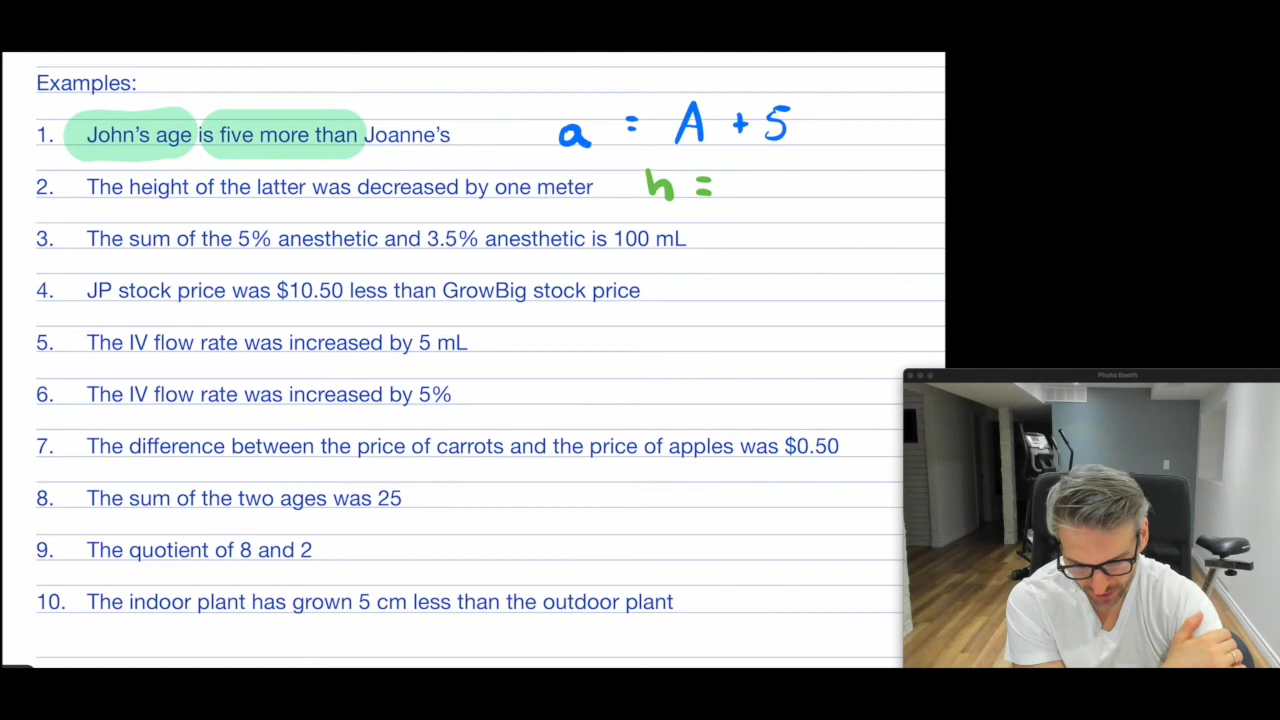 Examples:
1. John's age is five more than Joanne's a = A + 5
2. The height of the latter was decreased by one meter h =
3. The sum of the 5% anesthetic and 3.5% anesthetic is 100 mL
4. JP stock price was $10.50 less than GrowBig stock price
5. The IV flow rate was increased by 5 mL
6. The IV flow rate was increased by 5%
7. The difference between the price of carrots and the price of apples was $0.50
8. The sum of the two ages was 25
9. The quotient of 8 and 2
10. The indoor plant has grown 5 cm less than the outdoor plant
Photo Booth